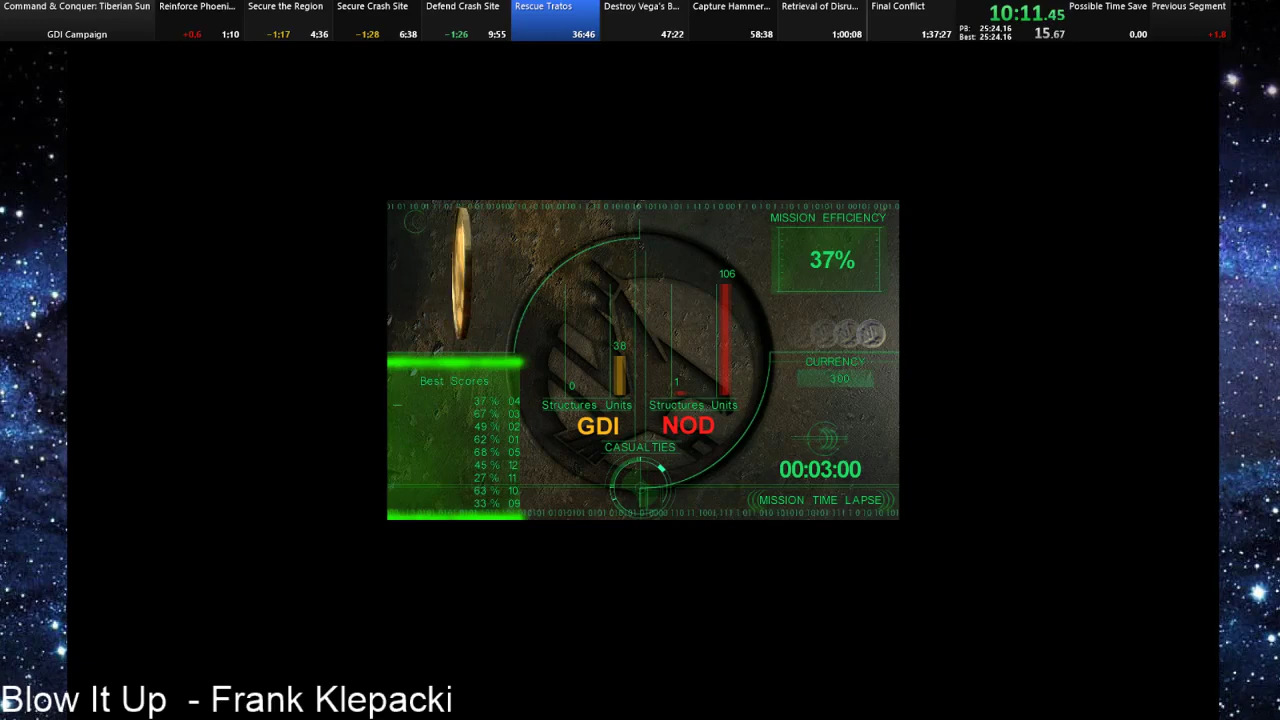 Command & Conquer: Tiberian Sun
GDI Campaign
Reinforce Phoeni...
+0.6 1:10
Secure the Region
−1:17 4:36
Secure Crash Site
−1:28 6:38
Defend Crash Site
−1:26 9:55
Rescue Tratos
36:46
Destroy Vega's B...
47:22
Capture Hammer...
58:38
Retrieval of Disru...
1:00:08
Final Conflict
1:37:27
10:11.45
PB: 25:24.16
Best: 25:24.16
15.67
Possible Time Save
0.00
Previous Segment
+1.8
MISSION EFFICIENCY
37%
106
38
0
1
Structures Units
Structures Units
GDI
NOD
CASUALTIES
CURRENCY
300
Best Scores
37 % 04
67 % 03
49 % 02
62 % 01
68 % 05
45 % 12
27 % 11
63 % 10
33 % 09
00:03:00
MISSION TIME LAPSE
Blow It Up - Frank Klepacki